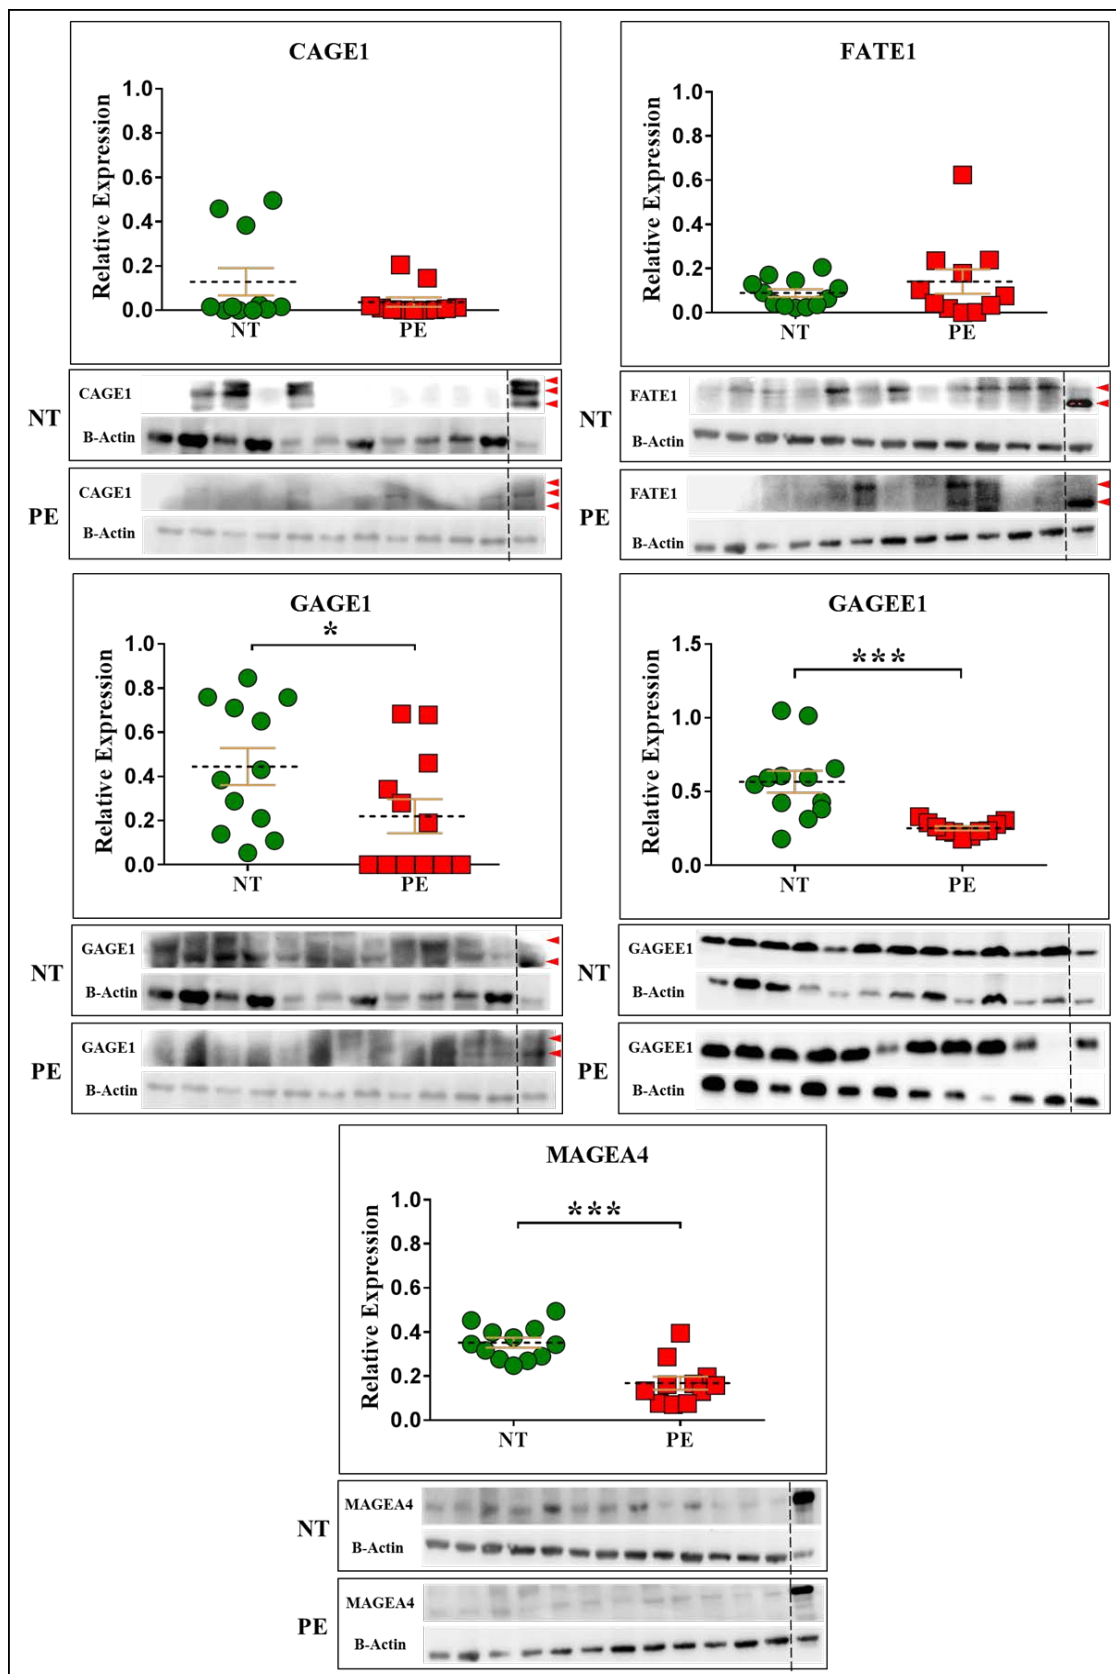 CAGE1
1.0
0.8
0.6
0.4
0.2
0.0
Relative Expression
NT
PE
NT
CAGE1
B-Actin
PE
CAGE1
B-Actin
FATE1
1.0
0.8
0.6
0.4
0.2
0.0
Relative Expression
NT
PE
NT
FATE1
B-Actin
PE
FATE1
B-Actin
GAGE1
*
1.0
0.8
0.6
0.4
0.2
0.0
Relative Expression
NT
PE
NT
GAGE1
B-Actin
PE
GAGE1
B-Actin
GAGEE1
***
1.5
1.0
0.5
0.0
Relative Expression
NT
PE
NT
GAGEE1
B-Actin
PE
GAGEE1
B-Actin
MAGEA4
***
1.0
0.8
0.6
0.4
0.2
0.0
Relative Expression
NT
PE
NT
MAGEA4
B-Actin
PE
MAGEA4
B-Actin